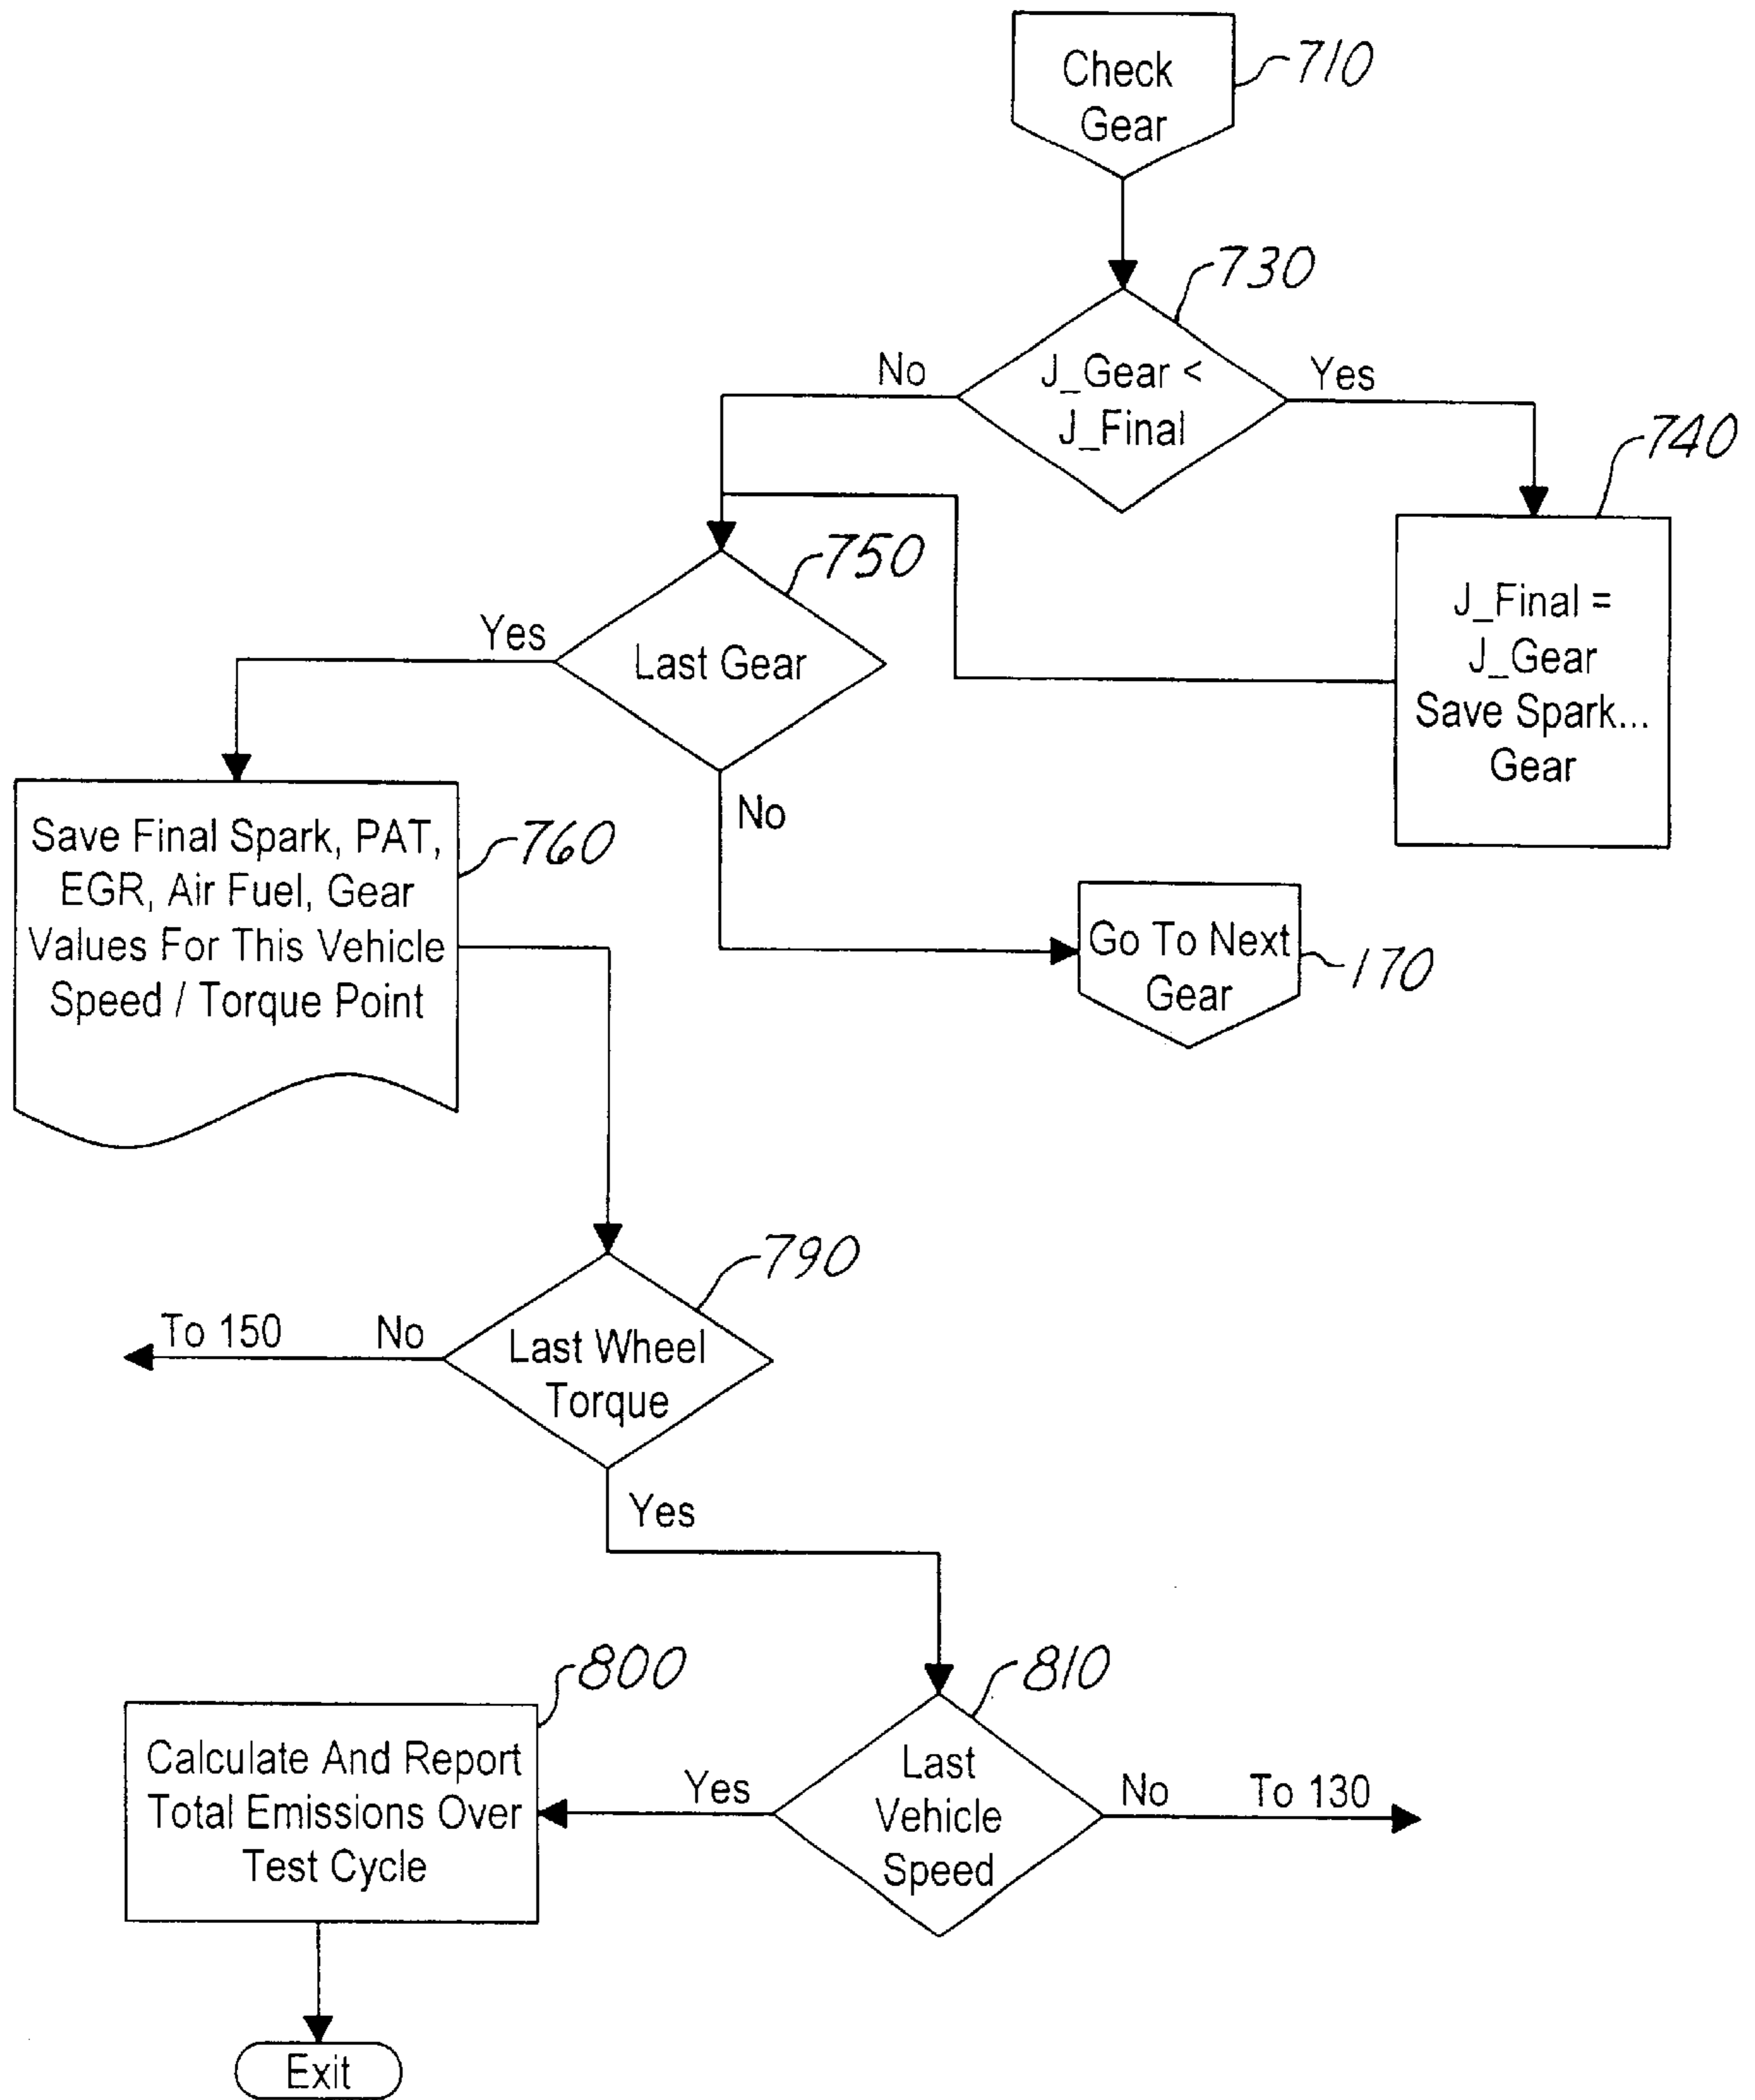 Check
Gear
710
730
J_Gear <
J_Final
No
Yes
740
J_Final =
J_Gear
Save Spark...
Gear
750
Last Gear
Yes
No
Save Final Spark, PAT,
EGR, Air Fuel, Gear
Values For This Vehicle
Speed / Torque Point
760
Go To Next
Gear
170
790
Last Wheel
Torque
To 150
No
Yes
800
810
Calculate And Report
Total Emissions Over
Test Cycle
Yes
Last
Vehicle
Speed
No
To 130
Exit